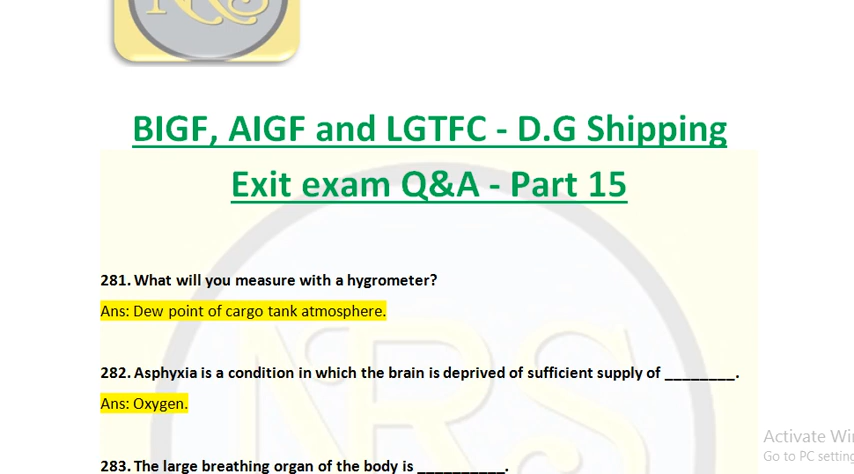 NRS
BIGF, AIGF and LGTFC - D.G Shipping
Exit exam Q&A - Part 15
281. What will you measure with a hygrometer?
Ans: Dew point of cargo tank atmosphere.
282. Asphyxia is a condition in which the brain is deprived of sufficient supply of ________.
Ans: Oxygen.
283. The large breathing organ of the body is __________.
NRS
Activate Wi
Go to PC setting